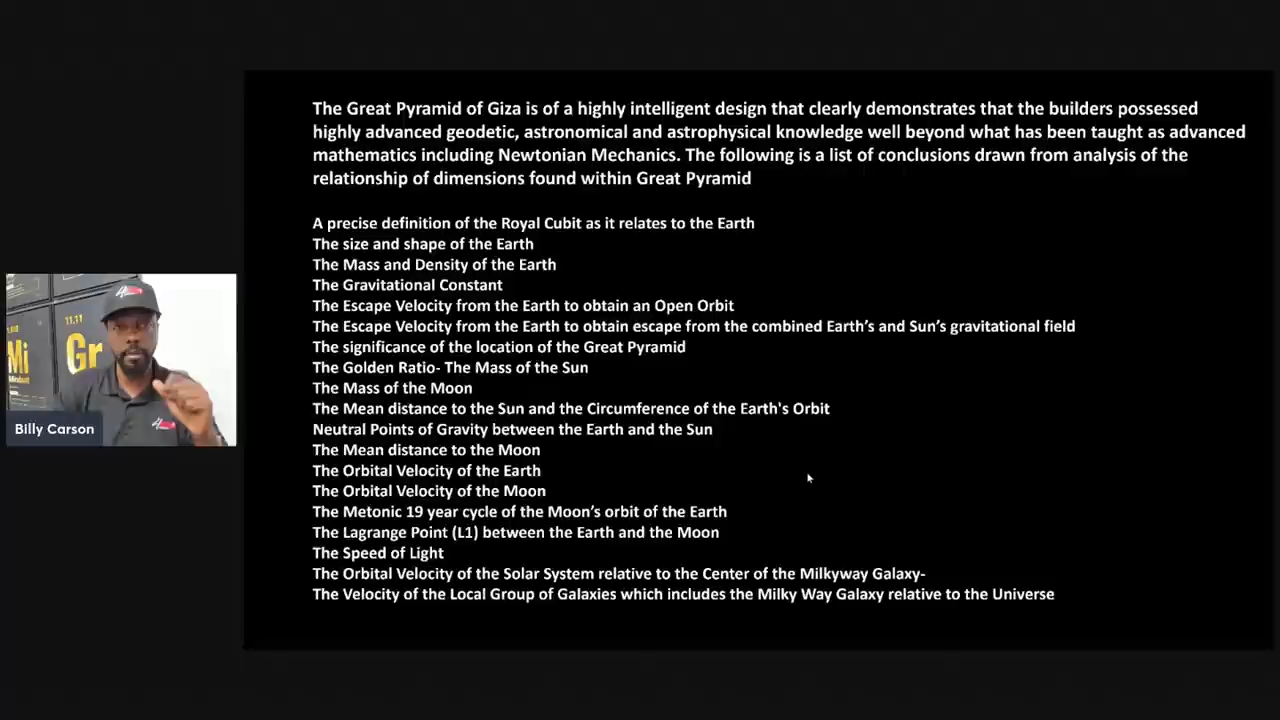 The Great Pyramid of Giza is of a highly intelligent design that clearly demonstrates that the builders possessed
highly advanced geodetic, astronomical and astrophysical knowledge well beyond what has been taught as advanced
mathematics including Newtonian Mechanics. The following is a list of conclusions drawn from analysis of the
relationship of dimensions found within Great Pyramid
A precise definition of the Royal Cubit as it relates to the Earth
The size and shape of the Earth
The Mass and Density of the Earth
The Gravitational Constant
The Escape Velocity from the Earth to obtain an Open Orbit
The Escape Velocity from the Earth to obtain escape from the combined Earth's and Sun's gravitational field
The significance of the location of the Great Pyramid
The Golden Ratio- The Mass of the Sun
The Mass of the Moon
The Mean distance to the Sun and the Circumference of the Earth's Orbit
Neutral Points of Gravity between the Earth and the Sun
The Mean distance to the Moon
The Orbital Velocity of the Earth
The Orbital Velocity of the Moon
The Metonic 19 year cycle of the Moon's orbit of the Earth
The Lagrange Point (L1) between the Earth and the Moon
The Speed of Light
The Orbital Velocity of the Solar System relative to the Center of the Milkyway Galaxy-
The Velocity of the Local Group of Galaxies which includes the Milky Way Galaxy relative to the Universe
11.11
Mi
Gr
Billy Carson